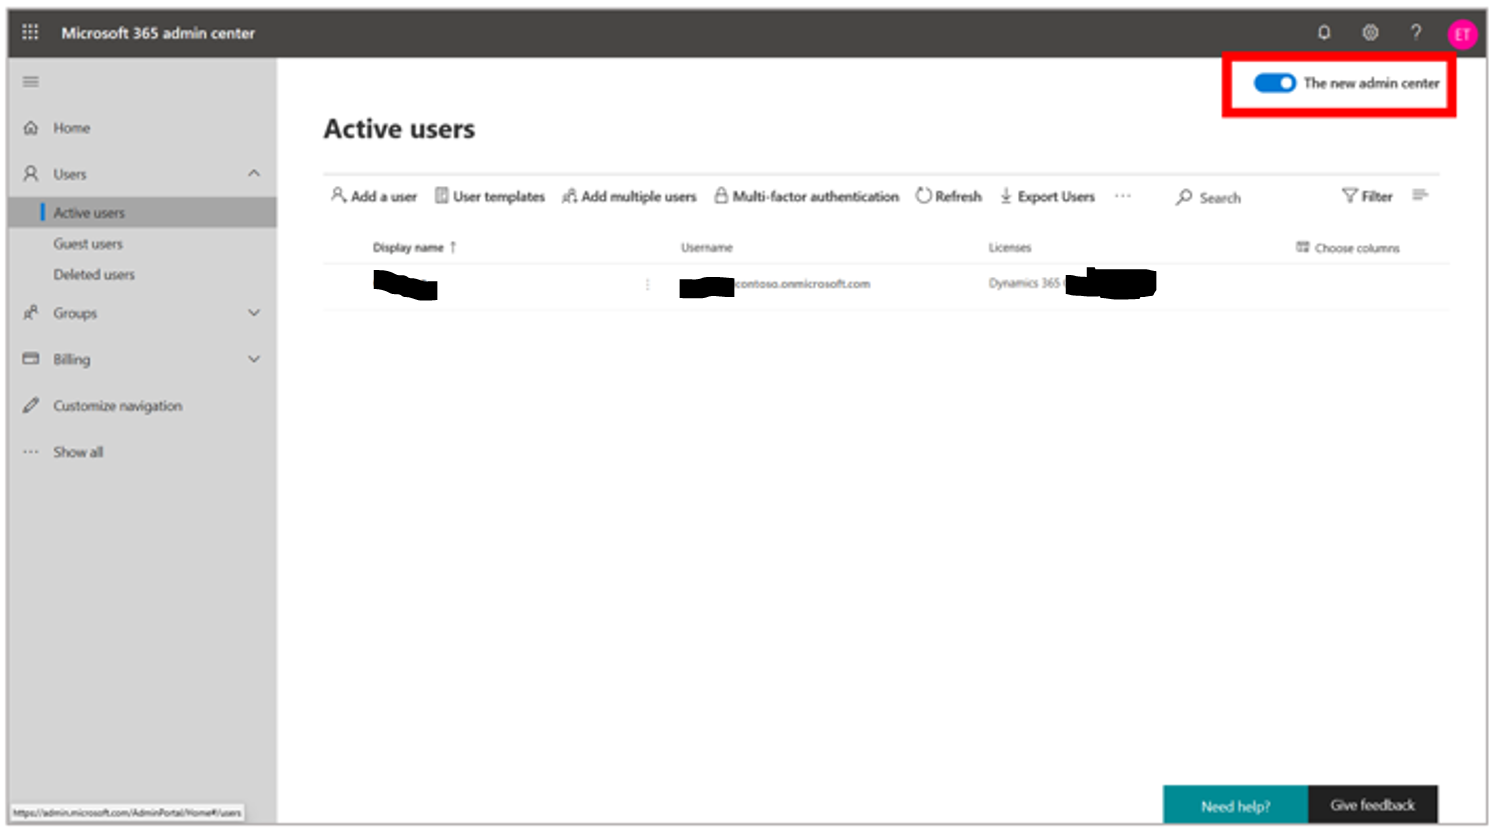 Microsoft 365 admin center
?
ET
The new admin center
Home
Users
Active users
Guest users
Deleted users
Groups
Billing
Customize navigation
Show all
Active users
Add a user
User templates
Add multiple users
Multi-factor authentication
Refresh
Export Users
Search
Filter
Display name ↑
Username
Licenses
Choose columns
contoso.onmicrosoft.com
Dynamics 365
https://admin.microsoft.com/AdminPortal/Home#/users
Need help?
Give feedback